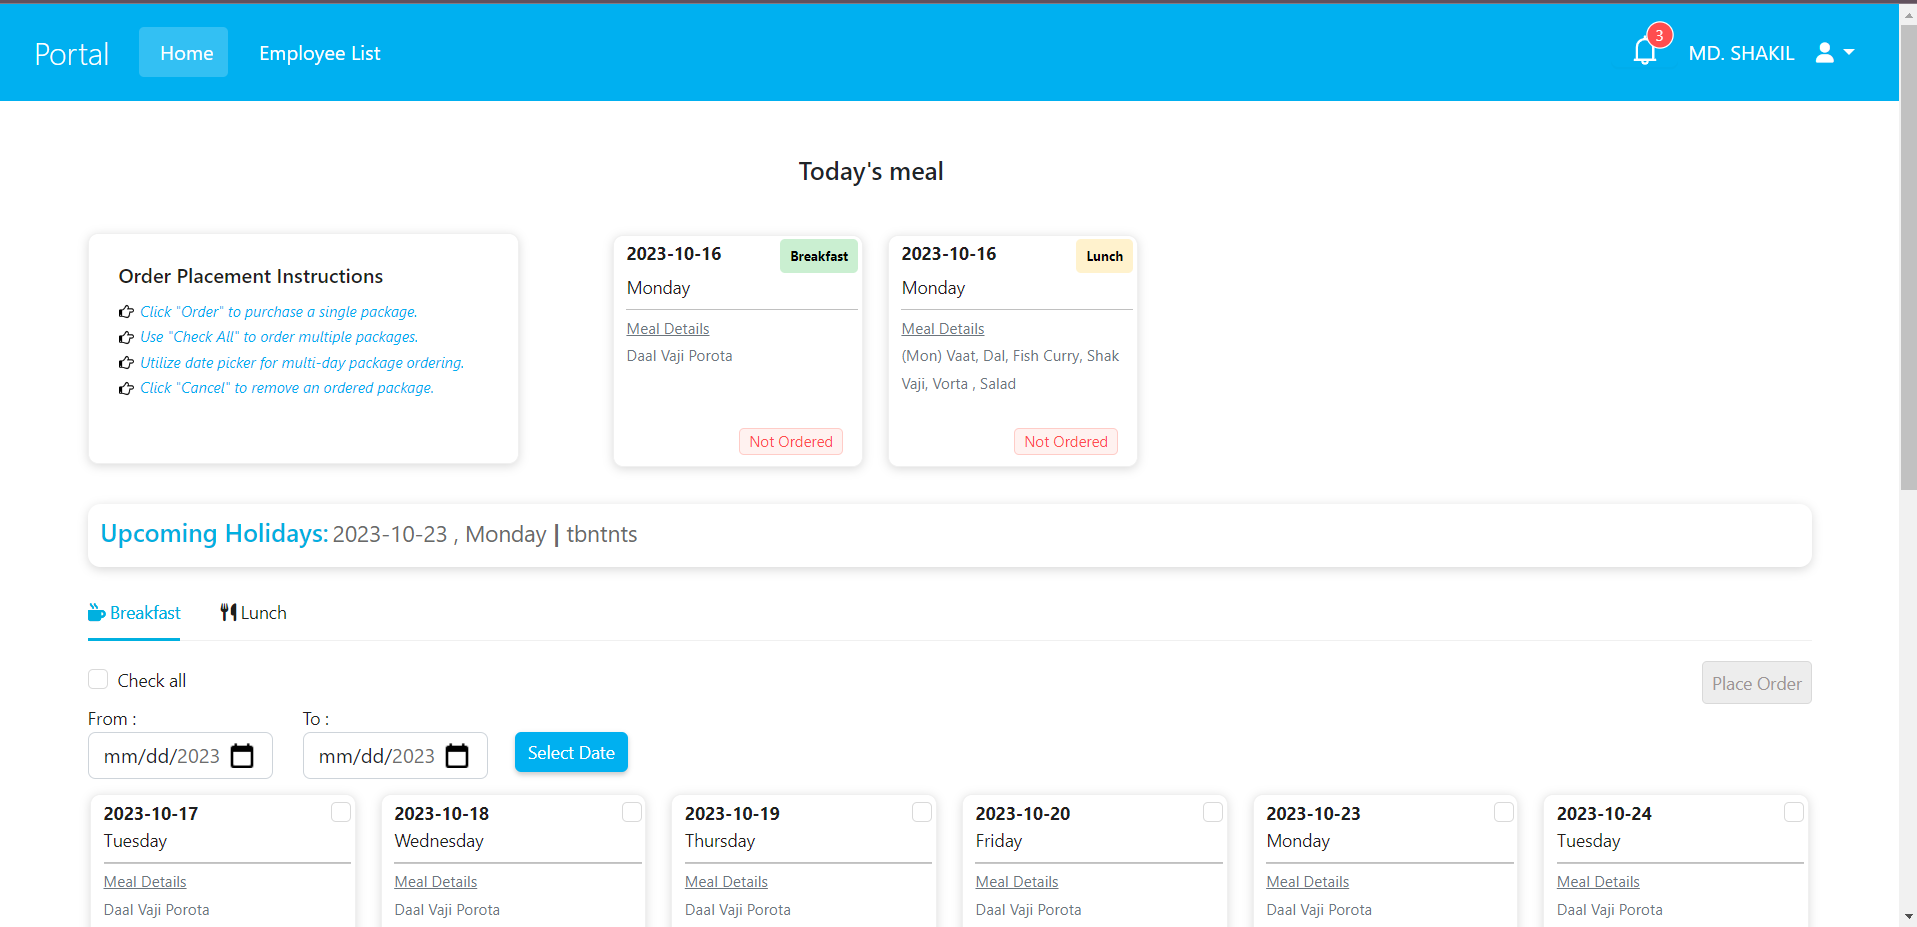 Portal
Home
Employee List
3
MD. SHAKIL
Today's meal
Order Placement Instructions
Click "Order" to purchase a single package.
Use "Check All" to order multiple packages.
Utilize date picker for multi-day package ordering.
Click "Cancel" to remove an ordered package.
2023-10-16
Breakfast
Monday
Meal Details
Daal Vaji Porota
Not Ordered
2023-10-16
Lunch
Monday
Meal Details
(Mon) Vaat, Dal, Fish Curry, Shak
Vaji, Vorta , Salad
Not Ordered
Upcoming Holidays: 2023-10-23 , Monday | tbntnts
Breakfast
Lunch
Check all
Place Order
From :
mm/dd/2023
To :
mm/dd/2023
Select Date
2023-10-17
Tuesday
Meal Details
Daal Vaji Porota
2023-10-18
Wednesday
Meal Details
Daal Vaji Porota
2023-10-19
Thursday
Meal Details
Daal Vaji Porota
2023-10-20
Friday
Meal Details
Daal Vaji Porota
2023-10-23
Monday
Meal Details
Daal Vaji Porota
2023-10-24
Tuesday
Meal Details
Daal Vaji Porota